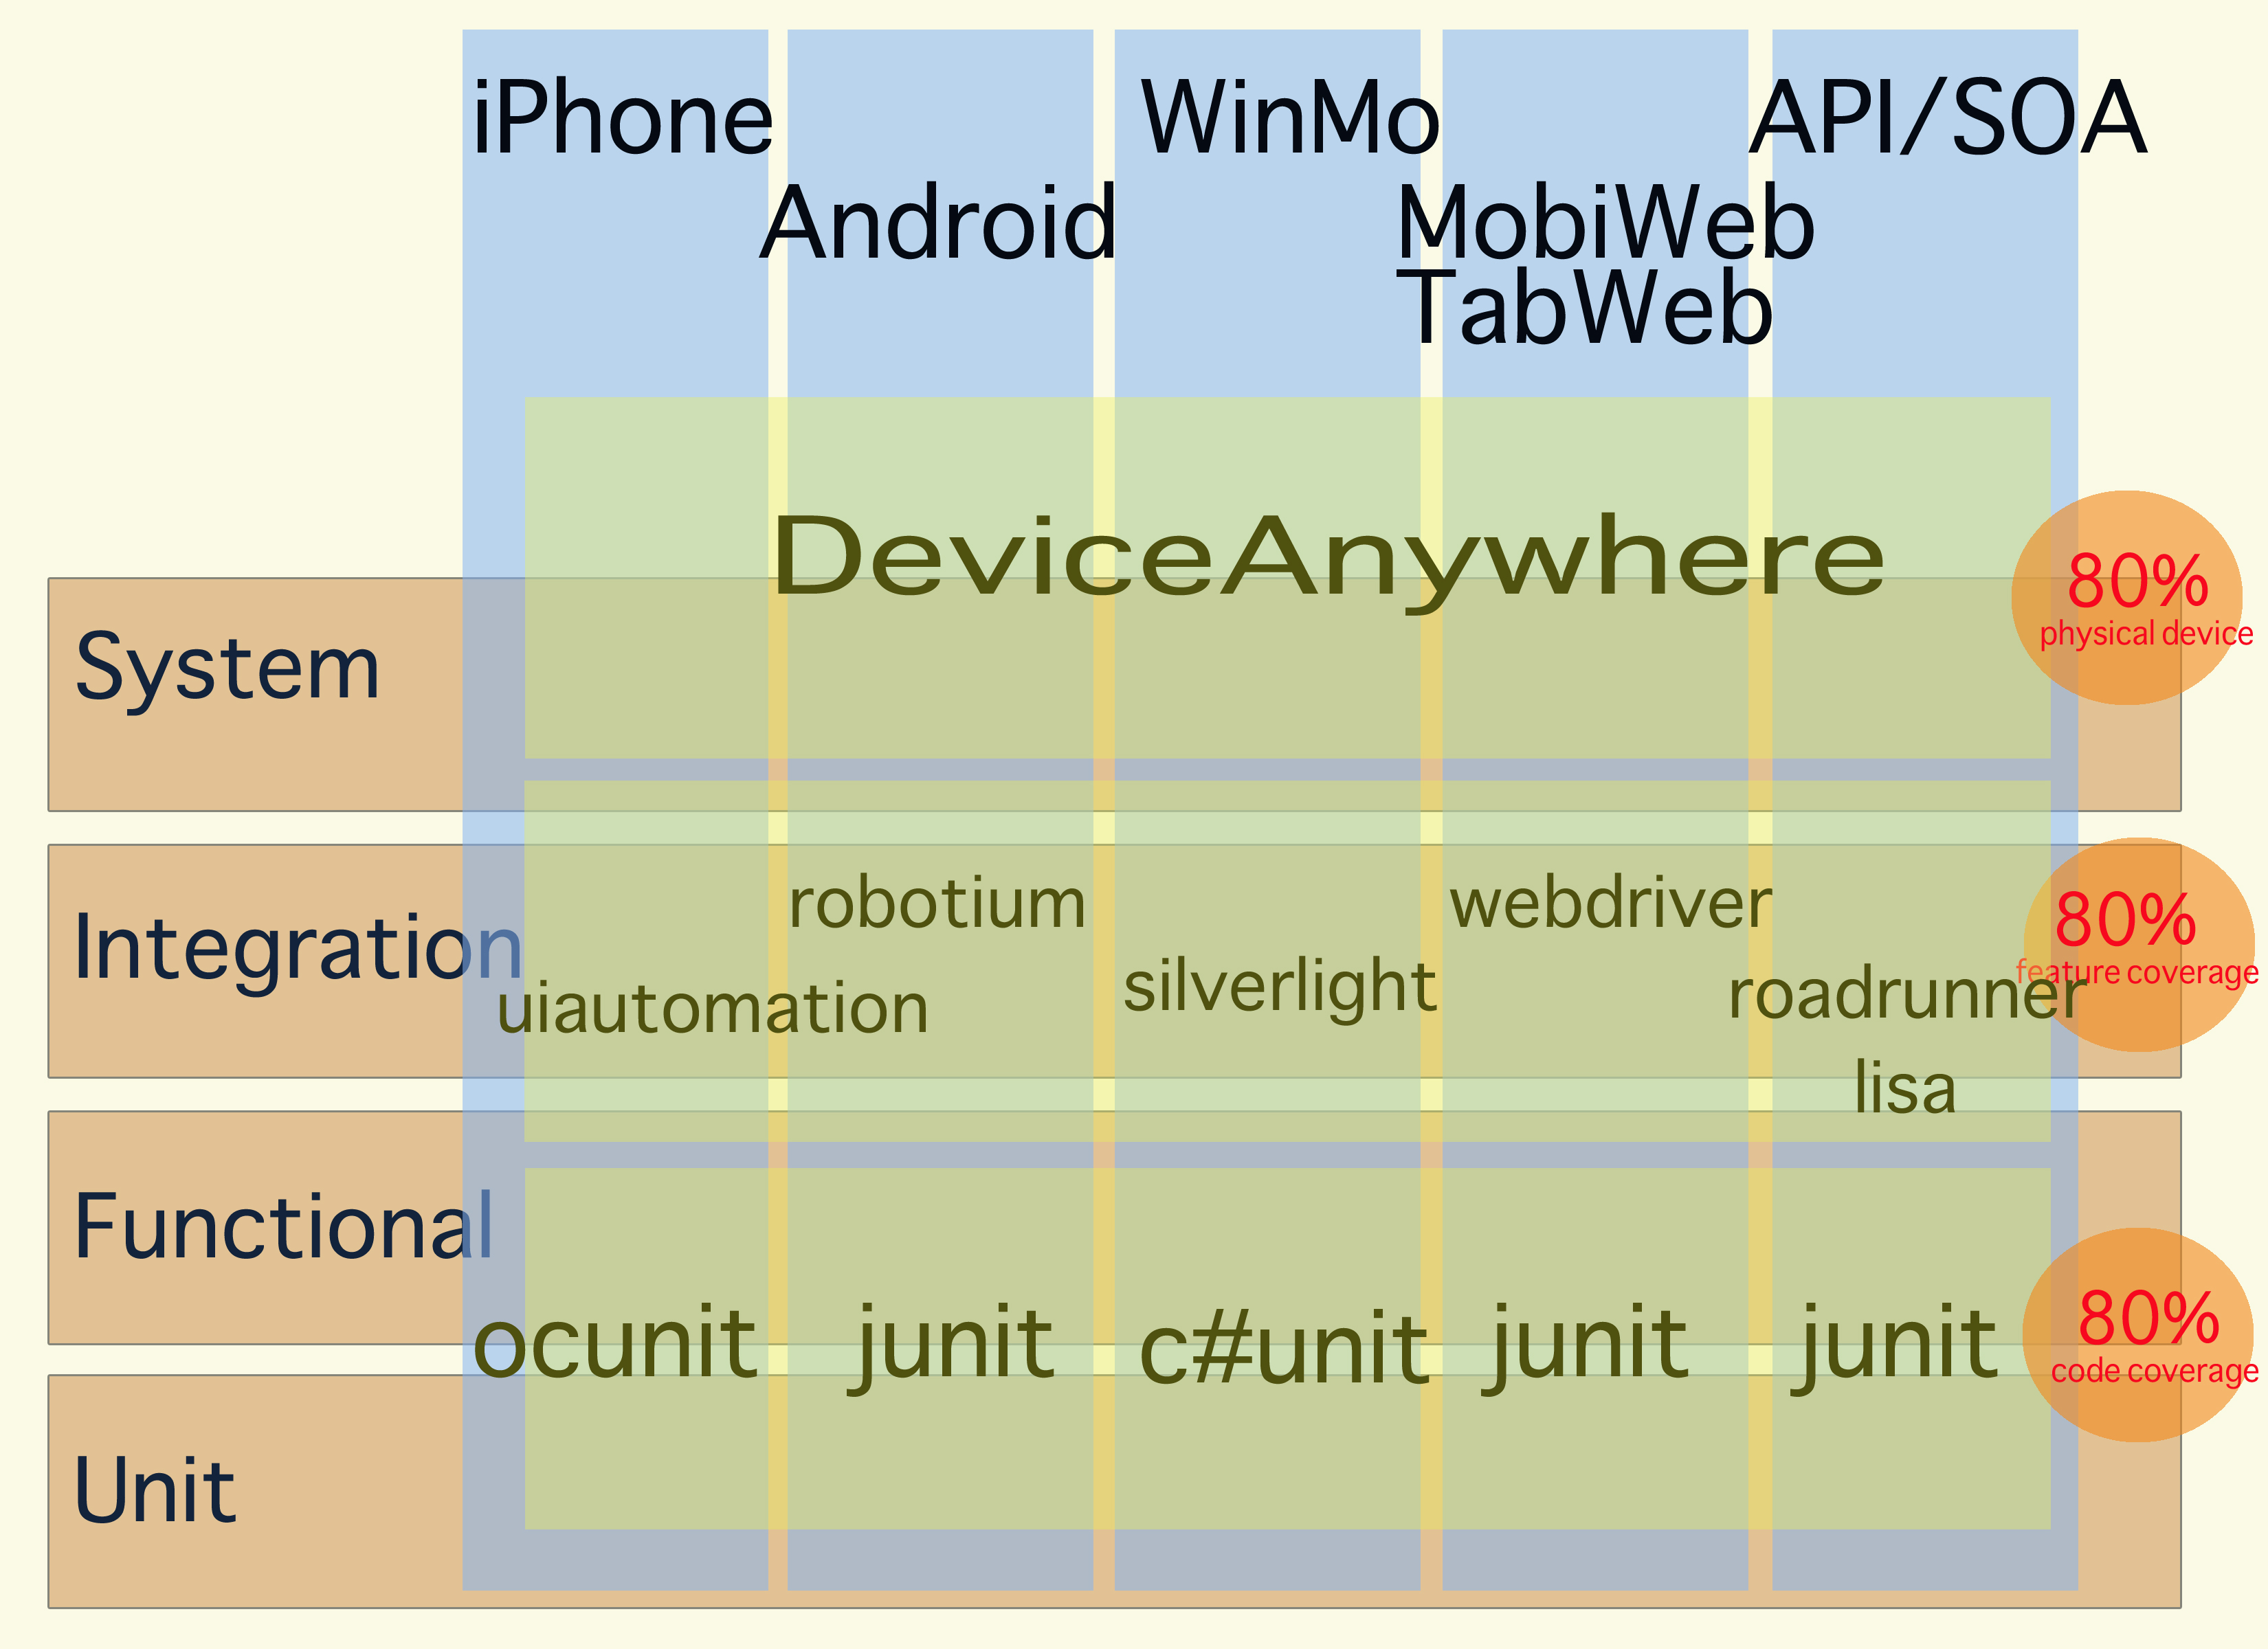 iPhone
Android
WinMo
MobiWeb
TabWeb
API/SOA
DeviceAnywhere
80%
physical device
System
Integration
robotium
webdriver
uiautomation
silverlight
roadrunner
lisa
80%
feature coverage
Functional
ocunit
junit
c#unit
junit
junit
80%
code coverage
Unit